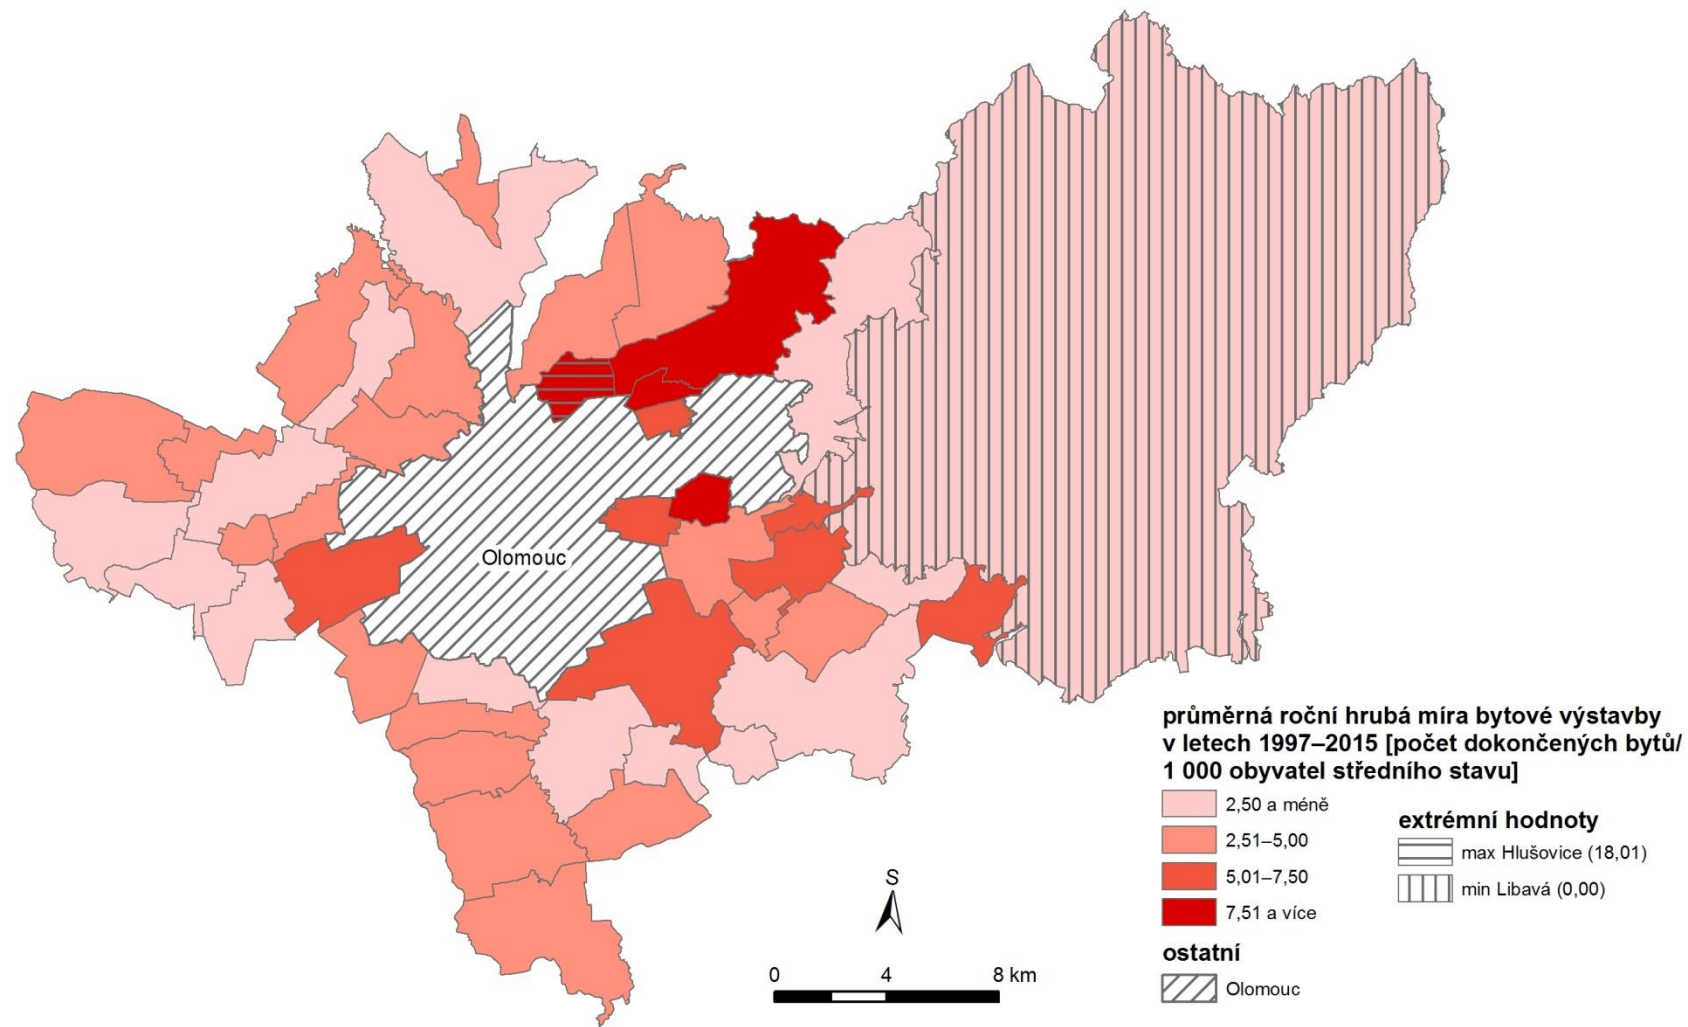 Olomouc
průměrná roční hrubá míra bytové výstavby
v letech 1997–2015 [počet dokončených bytů/
1 000 obyvatel středního stavu]
2,50 a méně
2,51–5,00
5,01–7,50
7,51 a více
extrémní hodnoty
max Hlušovice (18,01)
min Libavá (0,00)
ostatní
Olomouc
S
0 4 8 km